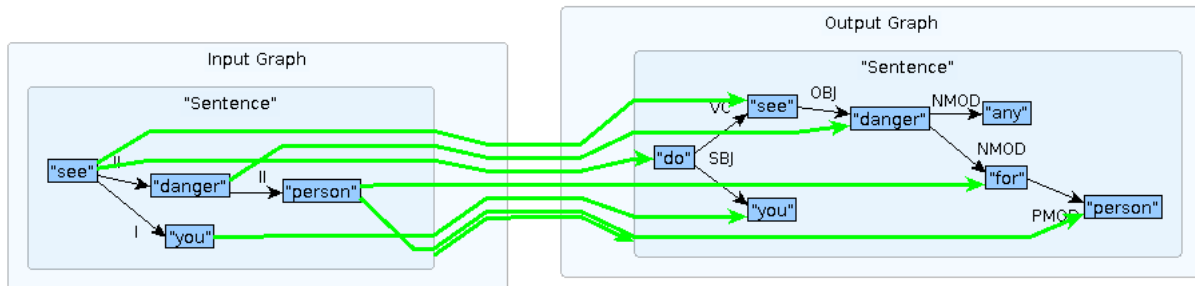 Input Graph
"Sentence"
"see"
II
"danger"
II
"person"
I
"you"
Output Graph
"Sentence"
"do"
VC
"see"
OBJ
"danger"
NMOD
"any"
NMOD
"for"
PMOD
"person"
SBJ
"you"